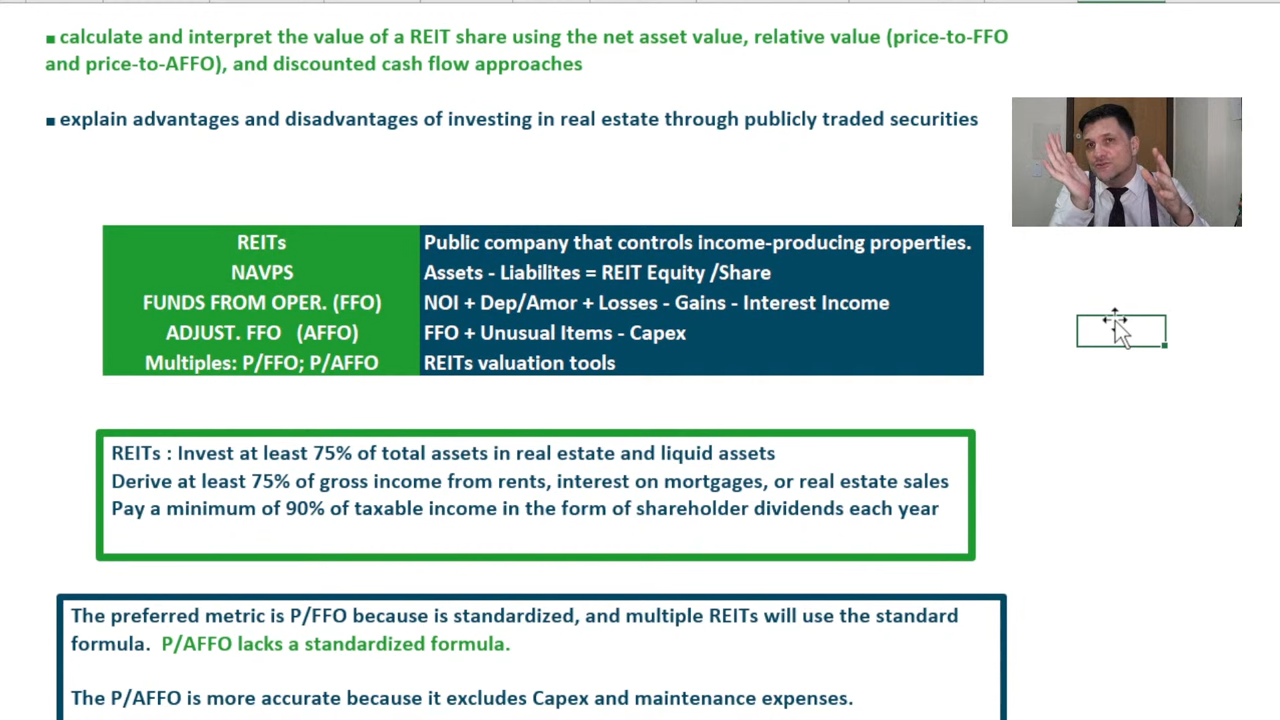 ■ calculate and interpret the value of a REIT share using the net asset value, relative value (price-to-FFO
and price-to-AFFO), and discounted cash flow approaches
■ explain advantages and disadvantages of investing in real estate through publicly traded securities
REITs Public company that controls income-producing properties.
NAVPS Assets - Liabilites = REIT Equity /Share
FUNDS FROM OPER. (FFO) NOI + Dep/Amor + Losses - Gains - Interest Income
ADJUST. FFO (AFFO) FFO + Unusual Items - Capex
Multiples: P/FFO; P/AFFO REITs valuation tools
REITs : Invest at least 75% of total assets in real estate and liquid assets
Derive at least 75% of gross income from rents, interest on mortgages, or real estate sales
Pay a minimum of 90% of taxable income in the form of shareholder dividends each year
The preferred metric is P/FFO because is standardized, and multiple REITs will use the standard
formula. P/AFFO lacks a standardized formula.
The P/AFFO is more accurate because it excludes Capex and maintenance expenses.